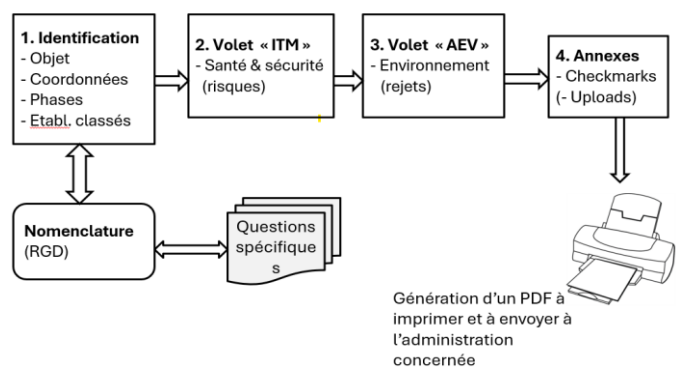 1. Identification
- Objet
- Coordonnées
- Phases
- Etabl. classés
2. Volet « ITM »
- Santé & sécurité
(risques)
3. Volet « AEV »
- Environnement
(rejets)
4. Annexes
- Checkmarks
(- Uploads)
Nomenclature
(RGD)
Questions
spécifique
s
Génération d’un PDF à
imprimer et à envoyer à
l’administration
concernée